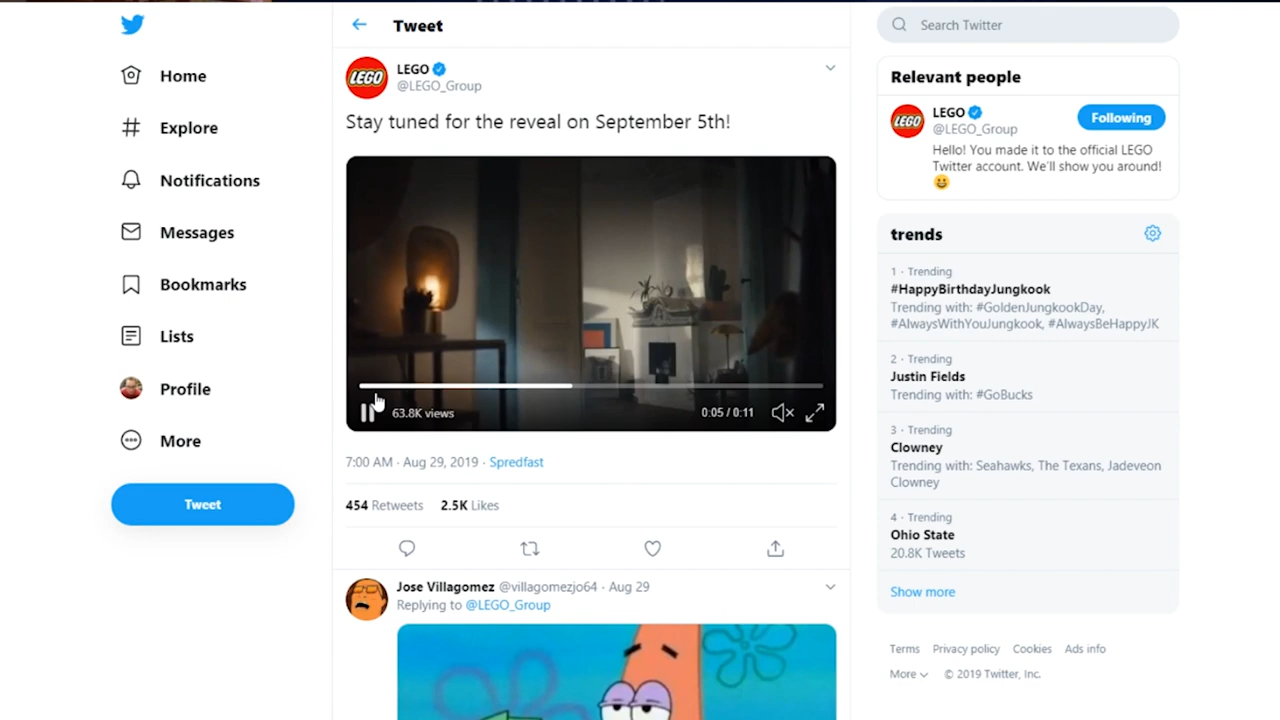 Home
Explore
Notifications
Messages
Bookmarks
Lists
Profile
More
Tweet
Tweet
LEGO
LEGO
@LEGO_Group
Stay tuned for the reveal on September 5th!
63.8K views
0:05 / 0:11
7:00 AM · Aug 29, 2019 · Spredfast
454 Retweets 2.5K Likes
Jose Villagomez @villagomezjo64 · Aug 29
Replying to @LEGO_Group
Search Twitter
Relevant people
LEGO
LEGO
Following
@LEGO_Group
Hello! You made it to the official LEGO
Twitter account. We'll show you around!
trends
1 · Trending
#HappyBirthdayJungkook
Trending with: #GoldenJungkookDay,
#AlwaysWithYouJungkook, #AlwaysBeHappyJK
2 · Trending
Justin Fields
Trending with: #GoBucks
3 · Trending
Clowney
Trending with: Seahawks, The Texans, Jadeveon
Clowney
4 · Trending
Ohio State
20.8K Tweets
Show more
Terms Privacy policy Cookies Ads info
More © 2019 Twitter, Inc.